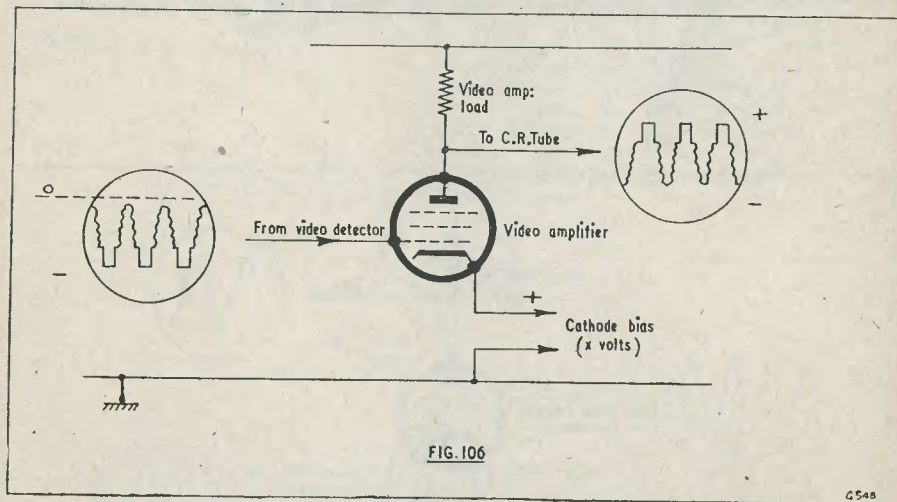 Video amp:
load
To C.R.Tube
+
-
O
-
From video detector
Video amplifier
+
Cathode bias
(x volts)
FIG.106
G548